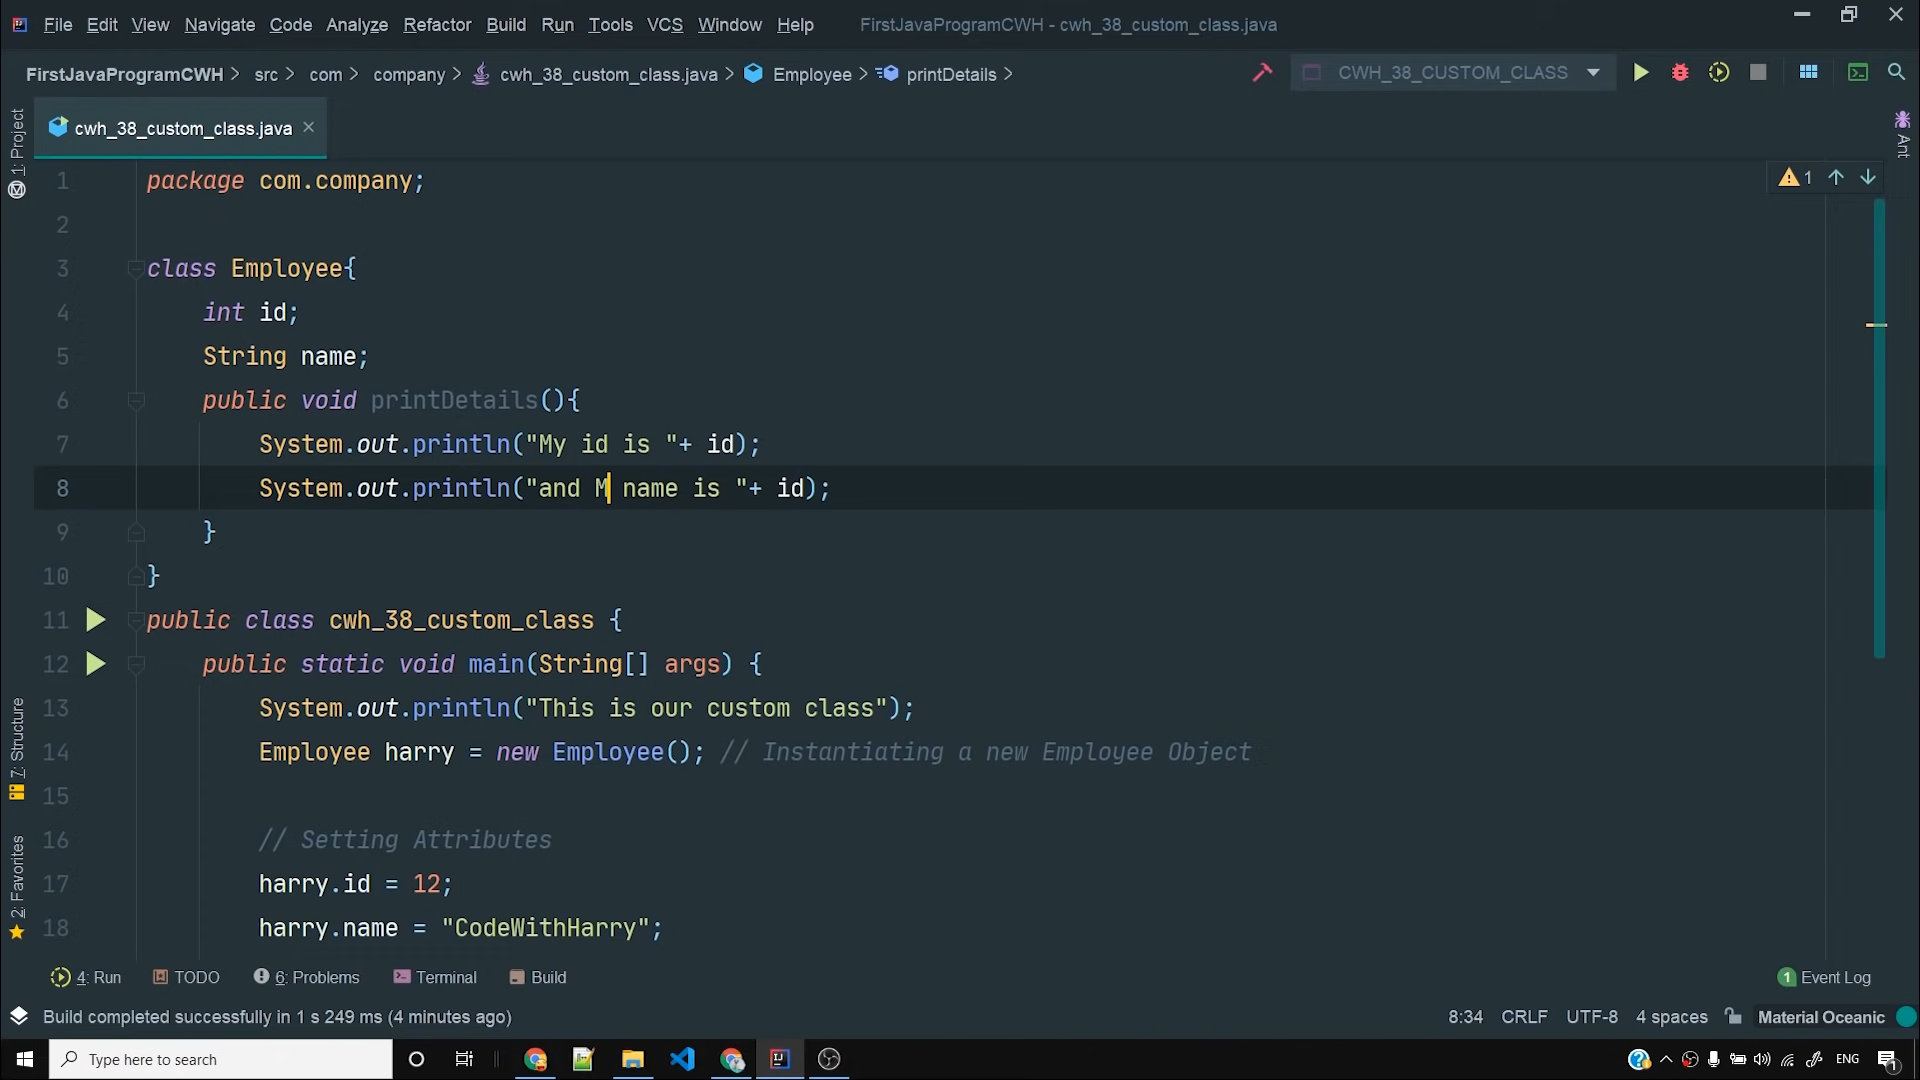 File Edit View Navigate Code Analyze Refactor Build Run Tools VCS Window Help FirstJavaProgramCWH - cwh_38_custom_class.java
FirstJavaProgramCWH > src > com > company > cwh_38_custom_class.java > Employee > printDetails >
CWH_38_CUSTOM_CLASS
cwh_38_custom_class.java
1: Project
Ant
1
1 package com.company;
2
3 class Employee{
4 int id;
5 String name;
6 public void printDetails(){
7 System.out.println("My id is "+ id);
8 System.out.println("and M name is "+ id);
9 }
10 }
11 public class cwh_38_custom_class {
12 public static void main(String[] args) {
13 System.out.println("This is our custom class");
14 Employee harry = new Employee(); // Instantiating a new Employee Object
15
16 // Setting Attributes
17 harry.id = 12;
18 harry.name = "CodeWithHarry";
7: Structure
2: Favorites
4: Run TODO 6: Problems Terminal Build 1 Event Log
Build completed successfully in 1 s 249 ms (4 minutes ago) 8:34 CRLF UTF-8 4 spaces Material Oceanic
Type here to search ENG 1